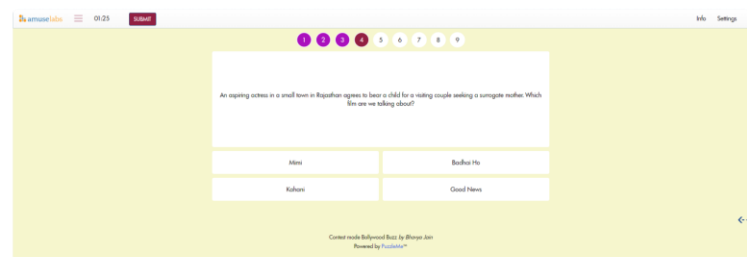 amuselabs 01:25 SUBMIT Info Settings
1 2 3 4 5 6 7 8 9
An aspiring actress in a small town in Rajasthan agrees to bear a child for a visiting couple seeking a surrogate mother. Which
film are we talking about?
Mimi Badhai Ho
Kahani Good News
Contest mode Bollywood Buzz by Bhavya Jain
Powered by PuzzleMe™